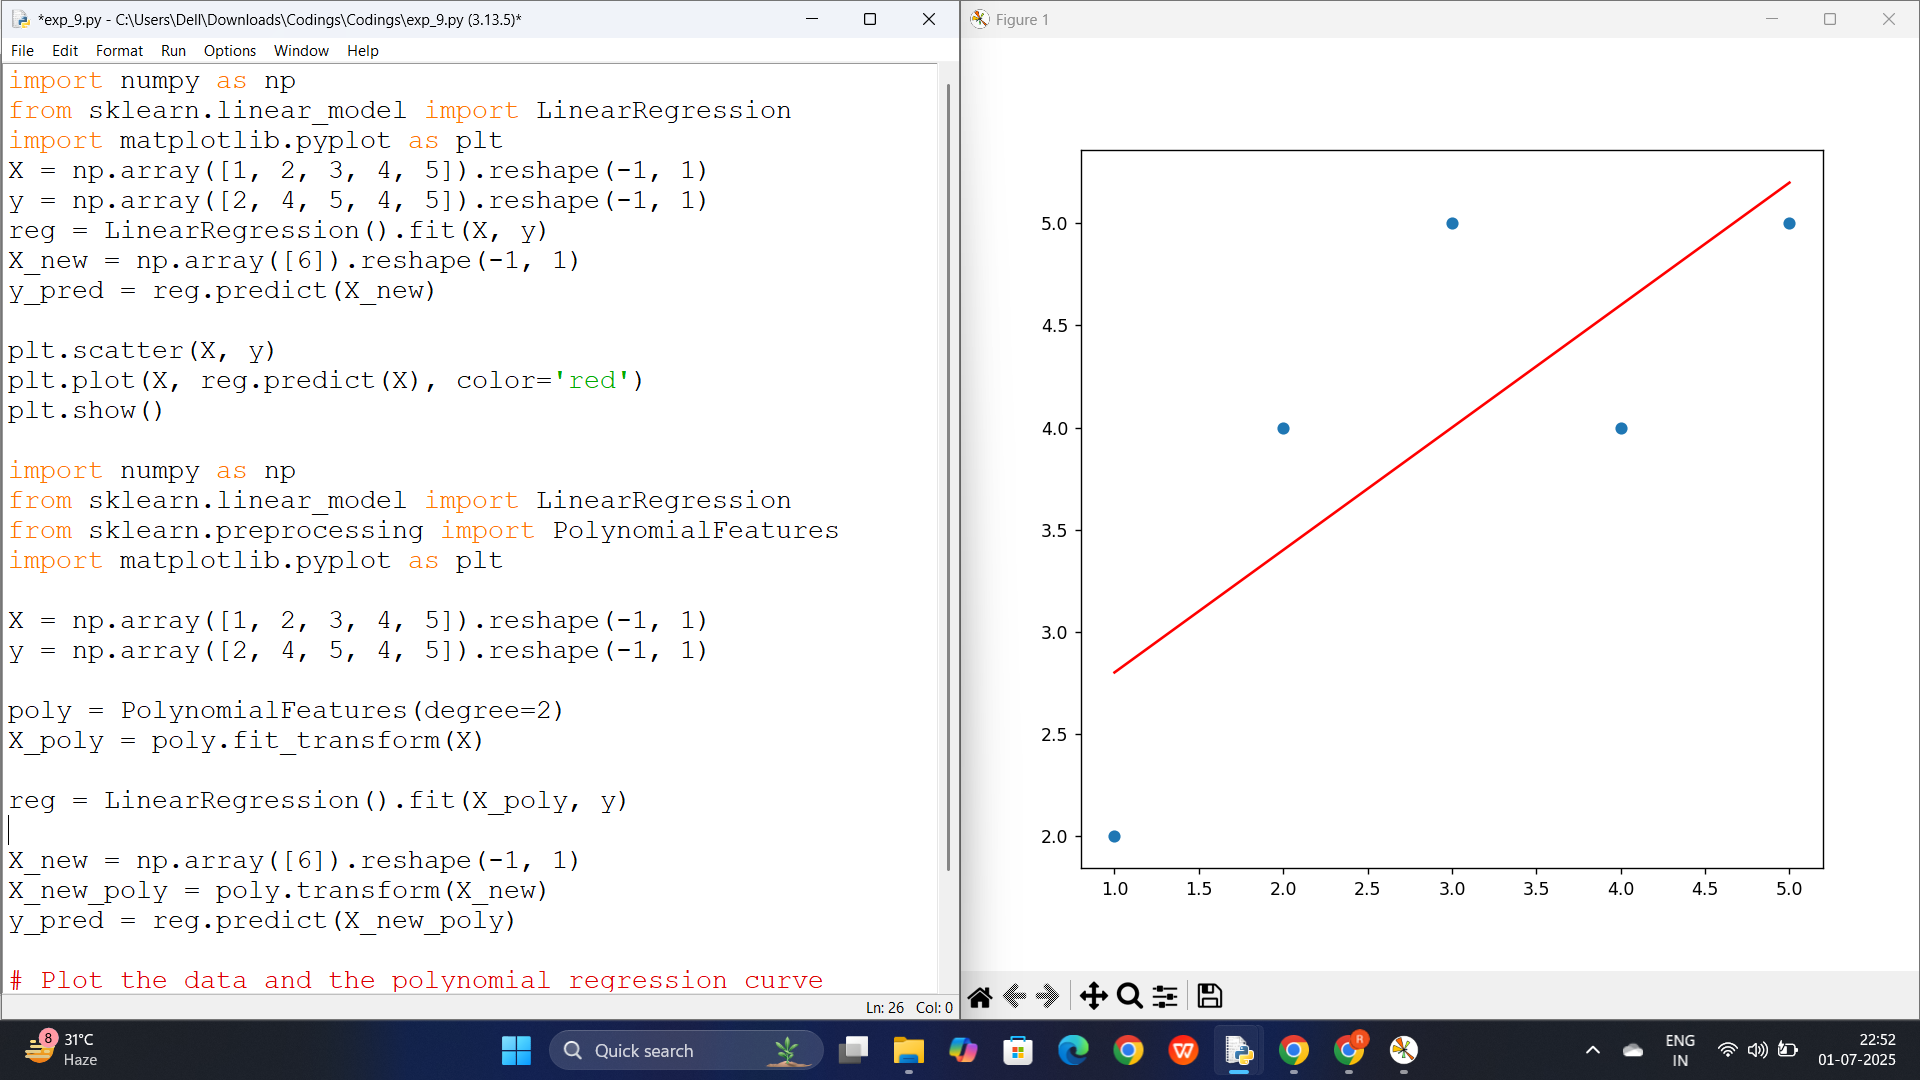 *exp_9.py - C:\Users\Dell\Downloads\Codings\Codings\exp_9.py (3.13.5)*
File Edit Format Run Options Window Help
import numpy as np
from sklearn.linear_model import LinearRegression
import matplotlib.pyplot as plt
X = np.array([1, 2, 3, 4, 5]).reshape(-1, 1)
y = np.array([2, 4, 5, 4, 5]).reshape(-1, 1)
reg = LinearRegression().fit(X, y)
X_new = np.array([6]).reshape(-1, 1)
y_pred = reg.predict(X_new)
plt.scatter(X, y)
plt.plot(X, reg.predict(X), color='red')
plt.show()
import numpy as np
from sklearn.linear_model import LinearRegression
from sklearn.preprocessing import PolynomialFeatures
import matplotlib.pyplot as plt
X = np.array([1, 2, 3, 4, 5]).reshape(-1, 1)
y = np.array([2, 4, 5, 4, 5]).reshape(-1, 1)
poly = PolynomialFeatures(degree=2)
X_poly = poly.fit_transform(X)
reg = LinearRegression().fit(X_poly, y)
X_new = np.array([6]).reshape(-1, 1)
X_new_poly = poly.transform(X_new)
y_pred = reg.predict(X_new_poly)
# Plot the data and the polynomial regression curve
Ln: 26 Col: 0
Figure 1
5.0
4.5
4.0
3.5
3.0
2.5
2.0
1.0 1.5 2.0 2.5 3.0 3.5 4.0 4.5 5.0
8
31°C
Haze
Quick search
W
R
ENG
IN
22:52
01-07-2025